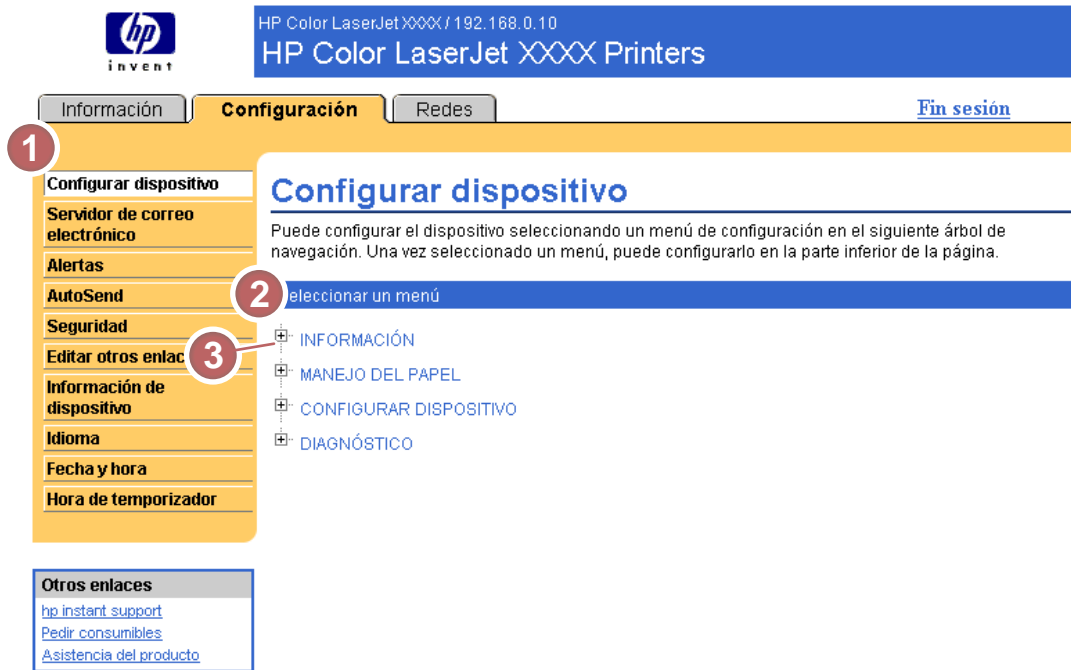 hp
invent
HP Color LaserJet XXXX / 192.168.0.10
HP Color LaserJet XXXX Printers
Información
Configuración
Redes
Fin sesión
1
Configurar dispositivo
Servidor de correo
electrónico
Alertas
AutoSend
Seguridad
Editar otros enlac
Información de
dispositivo
Idioma
Fecha y hora
Hora de temporizador
Otros enlaces
hp instant support
Pedir consumibles
Asistencia del producto
Configurar dispositivo
Puede configurar el dispositivo seleccionando un menú de configuración en el siguiente árbol de
navegación. Una vez seleccionado un menú, puede configurarlo en la parte inferior de la página.
2
eleccionar un menú
3
INFORMACIÓN
MANEJO DEL PAPEL
CONFIGURAR DISPOSITIVO
DIAGNÓSTICO